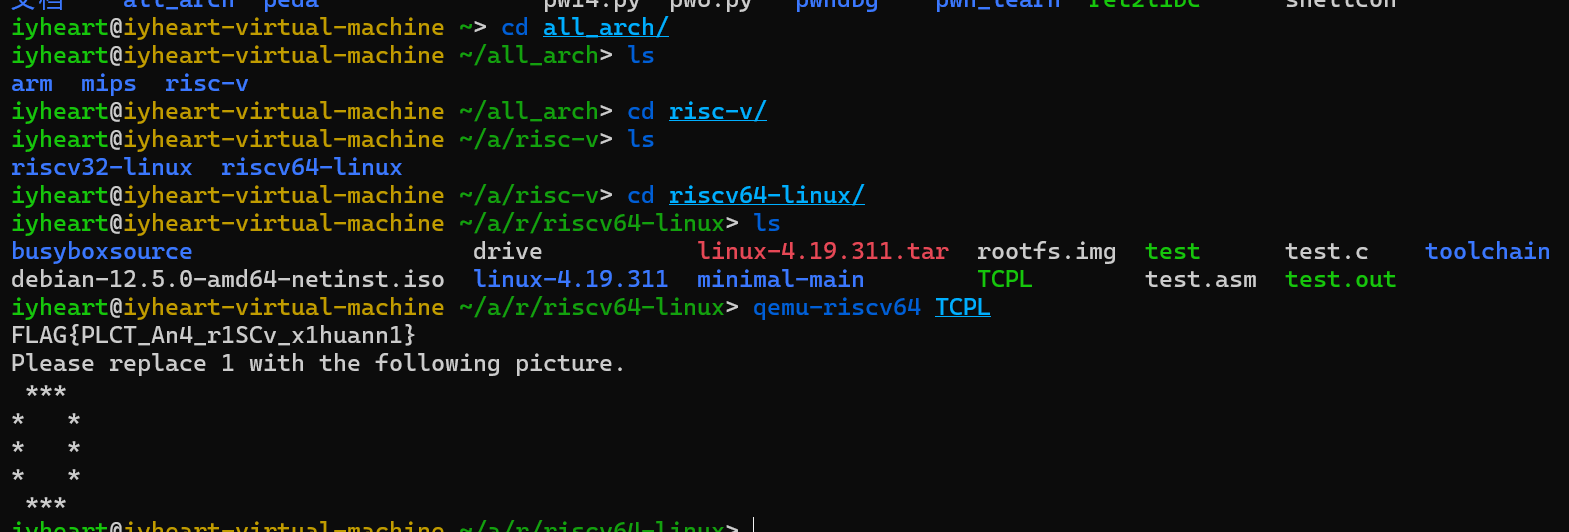 文档 all_arch peda pwf4.py pwo.py pwndbg pwn_learn ret2libc shellcon
iyheart@iyheart-virtual-machine ~> cd all_arch/
iyheart@iyheart-virtual-machine ~/all_arch> ls
arm mips risc-v
iyheart@iyheart-virtual-machine ~/all_arch> cd risc-v/
iyheart@iyheart-virtual-machine ~/a/risc-v> ls
riscv32-linux riscv64-linux
iyheart@iyheart-virtual-machine ~/a/risc-v> cd riscv64-linux/
iyheart@iyheart-virtual-machine ~/a/r/riscv64-linux> ls
busyboxsource drive linux-4.19.311.tar rootfs.img test test.c toolchain
debian-12.5.0-amd64-netinst.iso linux-4.19.311 minimal-main TCPL test.asm test.out
iyheart@iyheart-virtual-machine ~/a/r/riscv64-linux> qemu-riscv64 TCPL
FLAG{PLCT_An4_r1SCv_x1huann1}
Please replace 1 with the following picture.
 ***
*   *
*   *
*   *
 ***
iyheart@iyheart-virtual-machine ~/a/r/riscv64-linux>